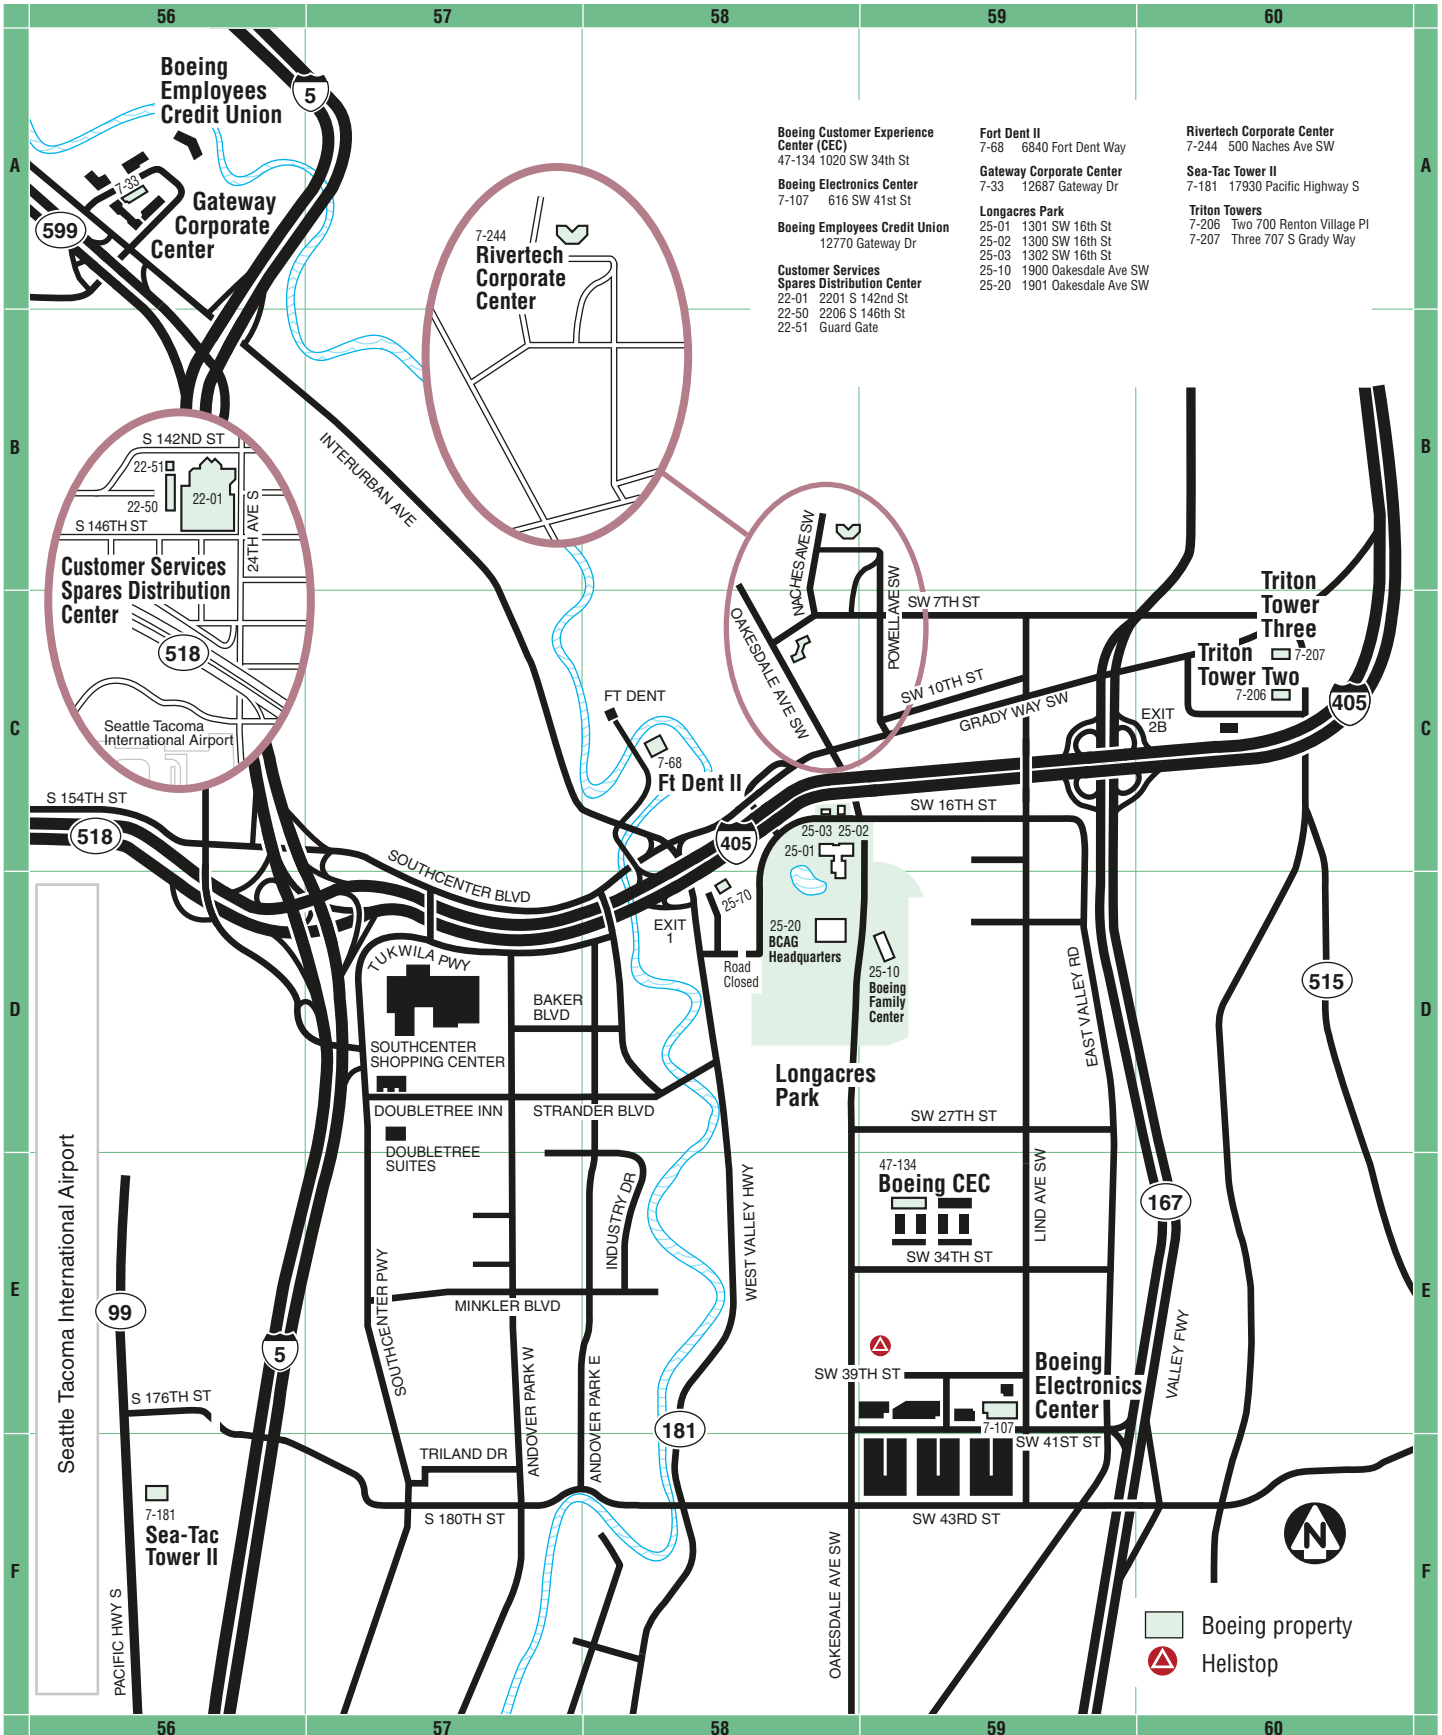 56 57 58 59 60
Boeing
Employees
Credit Union
5
A
A
7-33
Gateway
Corporate
Center
599
7-244
Rivertech
Corporate
Center
Boeing Customer Experience
Center (CEC)
47-134 1020 SW 34th St
Boeing Electronics Center
7-107 616 SW 41st St
Boeing Employees Credit Union
12770 Gateway Dr
Customer Services
Spares Distribution Center
22-01 2201 S 142nd St
22-50 2206 S 146th St
22-51 Guard Gate
Fort Dent II
7-68 6840 Fort Dent Way
Gateway Corporate Center
7-33 12687 Gateway Dr
Longacres Park
25-01 1301 SW 16th St
25-02 1300 SW 16th St
25-03 1302 SW 16th St
25-10 1900 Oakesdale Ave SW
25-20 1901 Oakesdale Ave SW
Rivertech Corporate Center
7-244 500 Naches Ave SW
Sea-Tac Tower II
7-181 17930 Pacific Highway S
Triton Towers
7-206 Two 700 Renton Village Pl
7-207 Three 707 S Grady Way
B
B
S 142ND ST
22-51
22-01
22-50
S 146TH ST
24TH AVE S
Customer Services
Spares Distribution
Center
518
Seattle Tacoma
International Airport
INTERURBAN AVE
NACHES AVE SW
OAKESDALE AVE SW
POWELL AVE SW
SW 7TH ST
SW 10TH ST
GRADY WAY SW
Triton
Tower
Three
7-207
Triton
Tower Two
7-206
405
EXIT
2B
C
C
FT DENT
7-68
Ft Dent II
S 154TH ST
518
SOUTHCENTER BLVD
405
SW 16TH ST
25-03 25-02
25-01
25-70
EXIT
1
Road
Closed
25-20
BCAG
Headquarters
25-10
Boeing
Family
Center
TUKWILA PWY
BAKER
BLVD
SOUTHCENTER
SHOPPING CENTER
DOUBLETREE INN
STRANDER BLVD
DOUBLETREE
SUITES
D
D
EAST VALLEY RD
515
Longacres
Park
SW 27TH ST
Seattle Tacoma International Airport
99
5
SOUTHCENTER PWY
INDUSTRY DR
MINKLER BLVD
WEST VALLEY HWY
47-134
Boeing CEC
SW 34TH ST
LIND AVE SW
167
E
E
VALLEY FWY
SW 39TH ST
Boeing
Electronics
Center
7-107
SW 41ST ST
S 176TH ST
ANDOVER PARK W
ANDOVER PARK E
181
TRILAND DR
S 180TH ST
SW 43RD ST
7-181
Sea-Tac
Tower II
PACIFIC HWY S
OAKESDALE AVE SW
N
F
F
Boeing property
Helistop
56 57 58 59 60